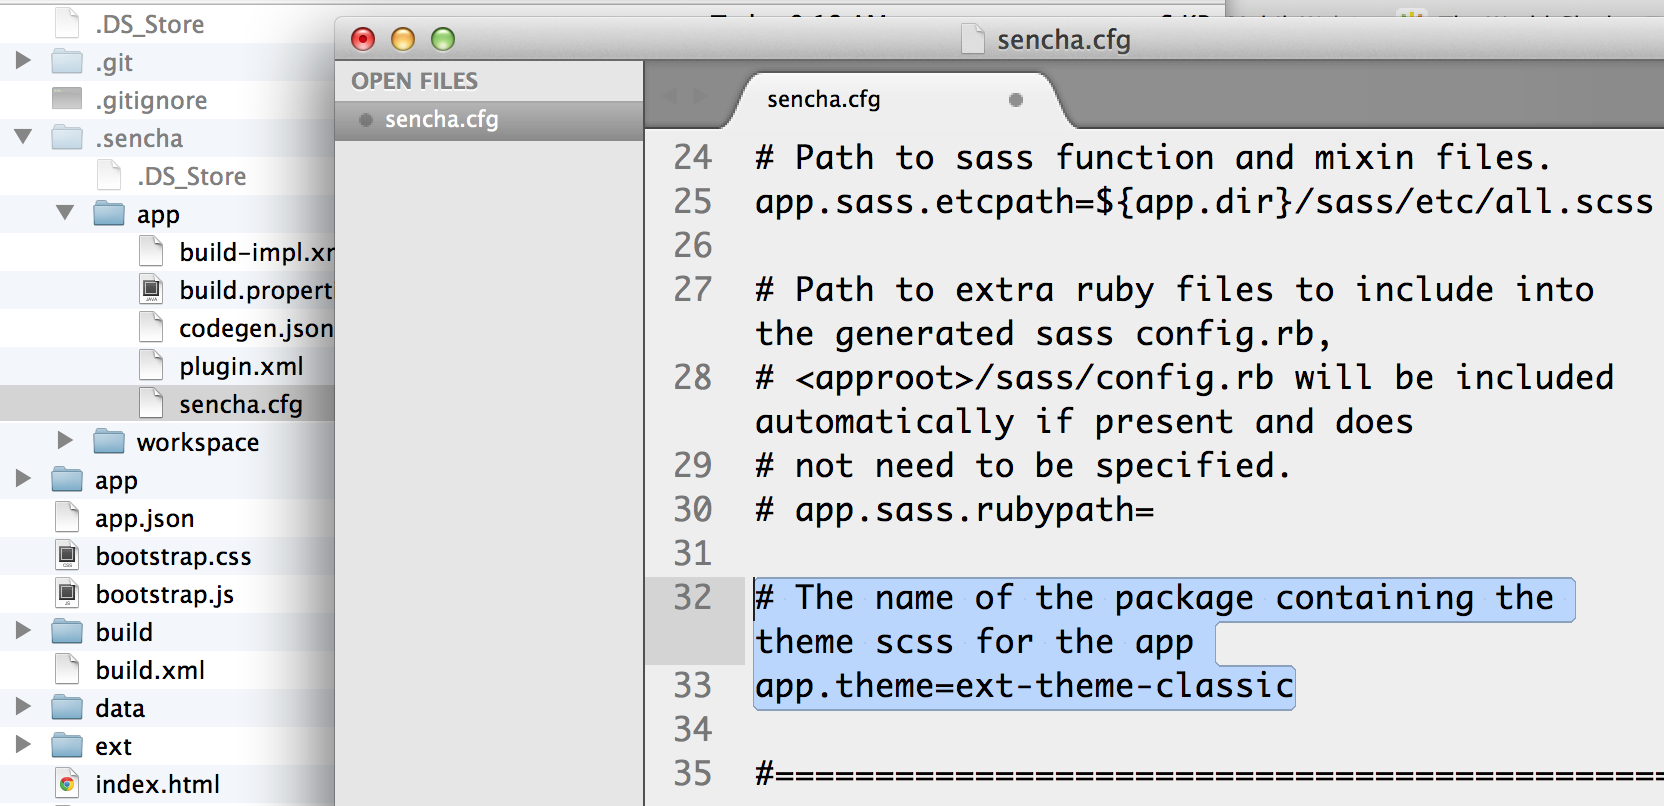 .DS_Store
.git
.gitignore
.sencha
.DS_Store
app
build-impl.xm
build.propert
codegen.json
plugin.xml
sencha.cfg
workspace
app
app.json
bootstrap.css
bootstrap.js
build
build.xml
data
ext
index.html
sencha.cfg
OPEN FILES
sencha.cfg
sencha.cfg
24 # Path to sass function and mixin files.
25 app.sass.etcpath=${app.dir}/sass/etc/all.scss
26
27 # Path to extra ruby files to include into
the generated sass config.rb,
28 # <approot>/sass/config.rb will be included
automatically if present and does
29 # not need to be specified.
30 # app.sass.rubypath=
31
32 # The name of the package containing the
theme scss for the app
33 app.theme=ext-theme-classic
34
35 #=============================================